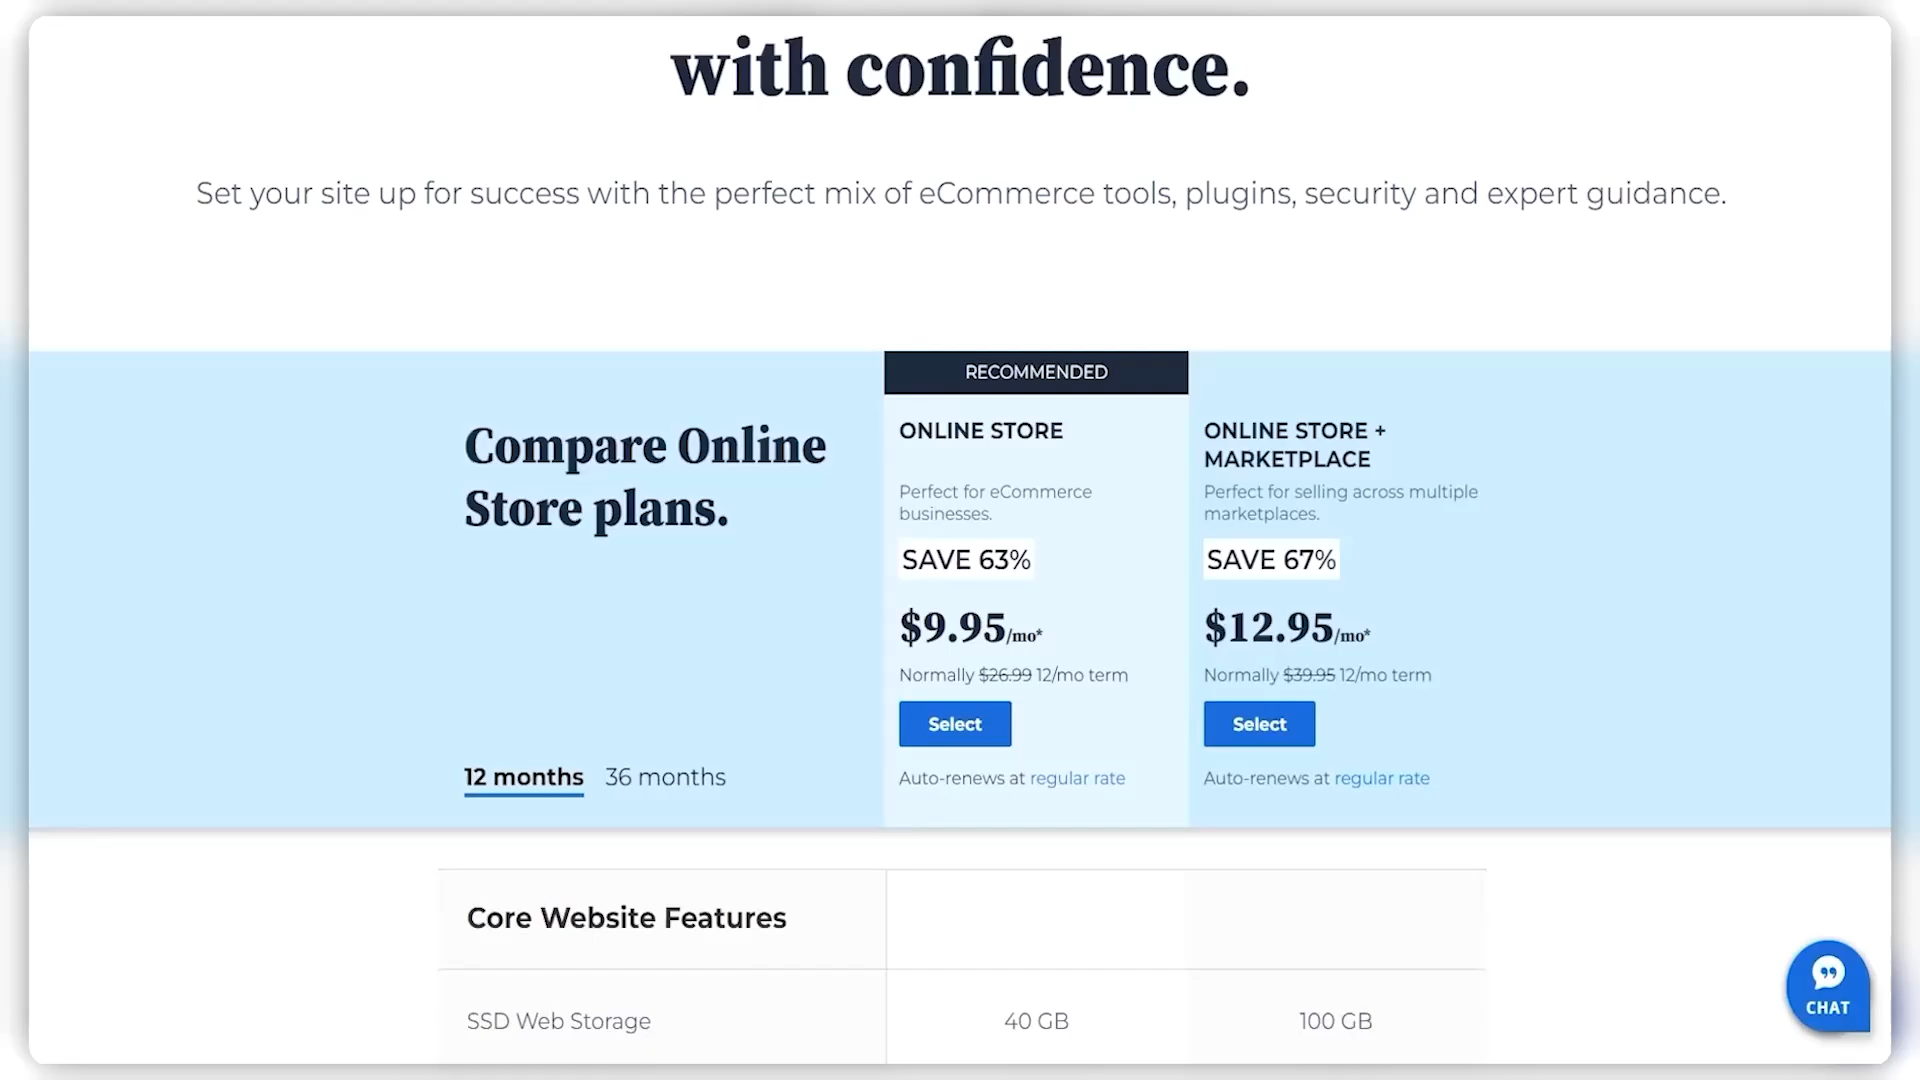 with confidence.
Set your site up for success with the perfect mix of eCommerce tools, plugins, security and expert guidance.
Compare Online
Store plans.
12 months 36 months
RECOMMENDED
ONLINE STORE
Perfect for eCommerce
businesses.
SAVE 63%
$9.95/mo*
Normally $26.99 12/mo term
Select
Auto-renews at regular rate
ONLINE STORE +
MARKETPLACE
Perfect for selling across multiple
marketplaces.
SAVE 67%
$12.95/mo*
Normally $39.95 12/mo term
Select
Auto-renews at regular rate
Core Website Features
SSD Web Storage 40 GB 100 GB
CHAT